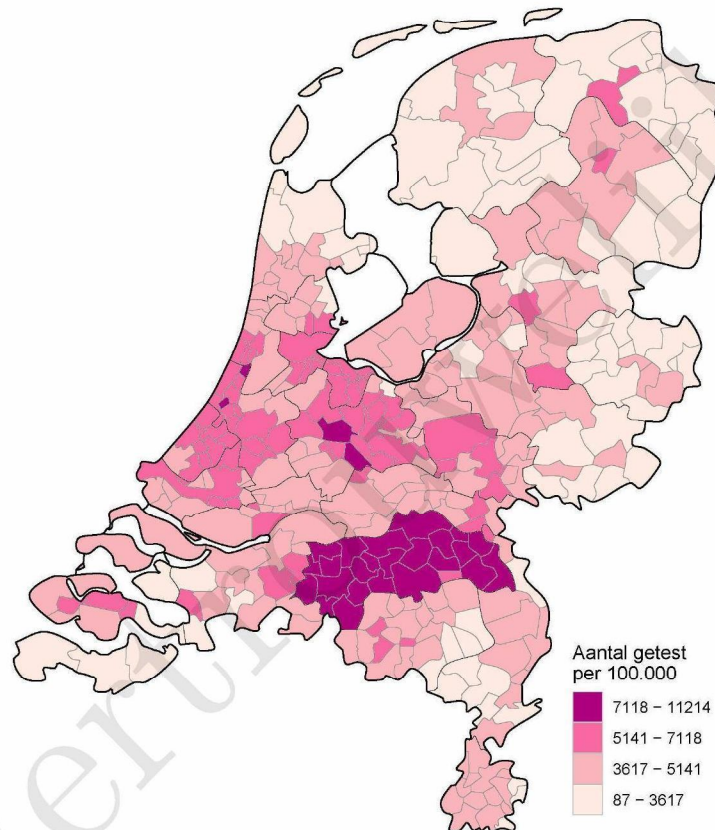 Aantal getest
per 100.000
7118 – 11214
5141 – 7118
3617 – 5141
87 – 3617